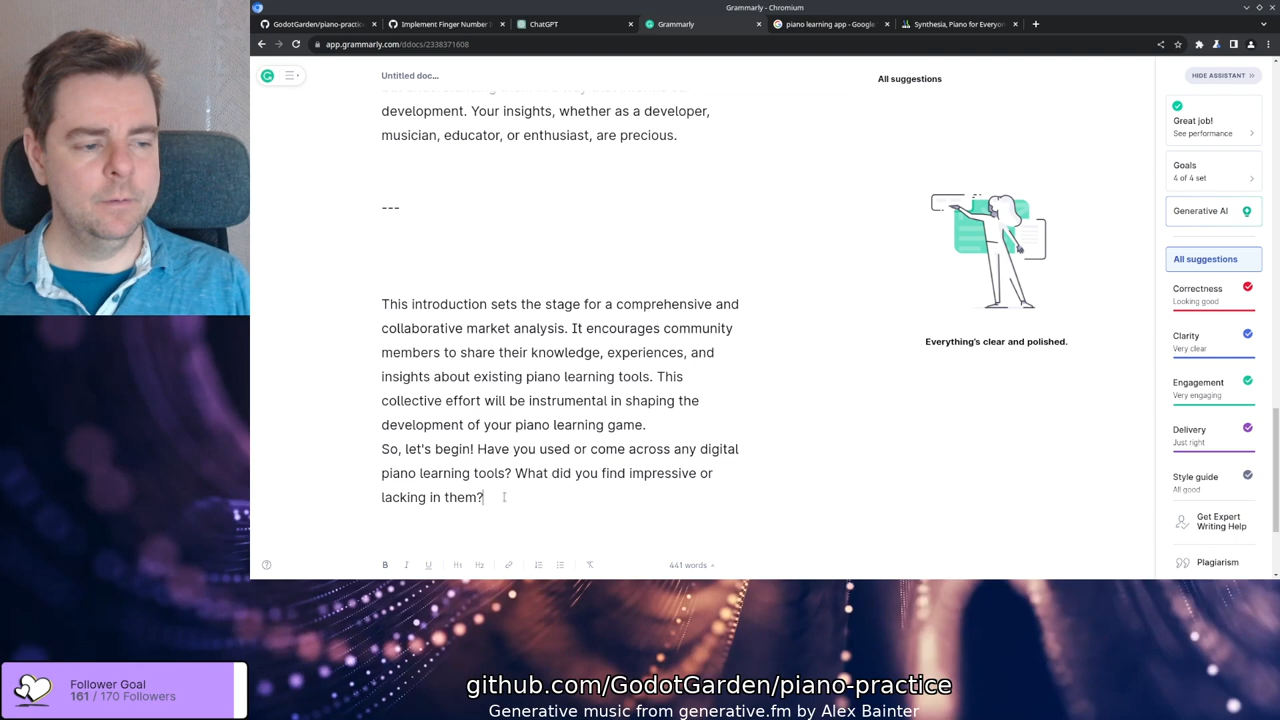 Grammarly - Chromium
GodotGarden/piano-practic
Implement Finger Number
ChatGPT
Grammarly
piano learning app - Google
Synthesia, Piano for Everyon
app.grammarly.com/ddocs/2338371608
Untitled doc...
All suggestions
HIDE ASSISTANT
development. Your insights, whether as a developer,
musician, educator, or enthusiast, are precious.
---
This introduction sets the stage for a comprehensive and
collaborative market analysis. It encourages community
members to share their knowledge, experiences, and
insights about existing piano learning tools. This
collective effort will be instrumental in shaping the
development of your piano learning game.
So, let's begin! Have you used or come across any digital
piano learning tools? What did you find impressive or
lacking in them?
B I U H1 H2
441 words
Everything's clear and polished.
Great job!
See performance
Goals
4 of 4 set
Generative AI
All suggestions
Correctness
Looking good
Clarity
Very clear
Engagement
Very engaging
Delivery
Just right
Style guide
All good
Get Expert
Writing Help
Plagiarism
Follower Goal
161 / 170 Followers
github.com/GodotGarden/piano-practice
Generative music from generative.fm by Alex Bainter